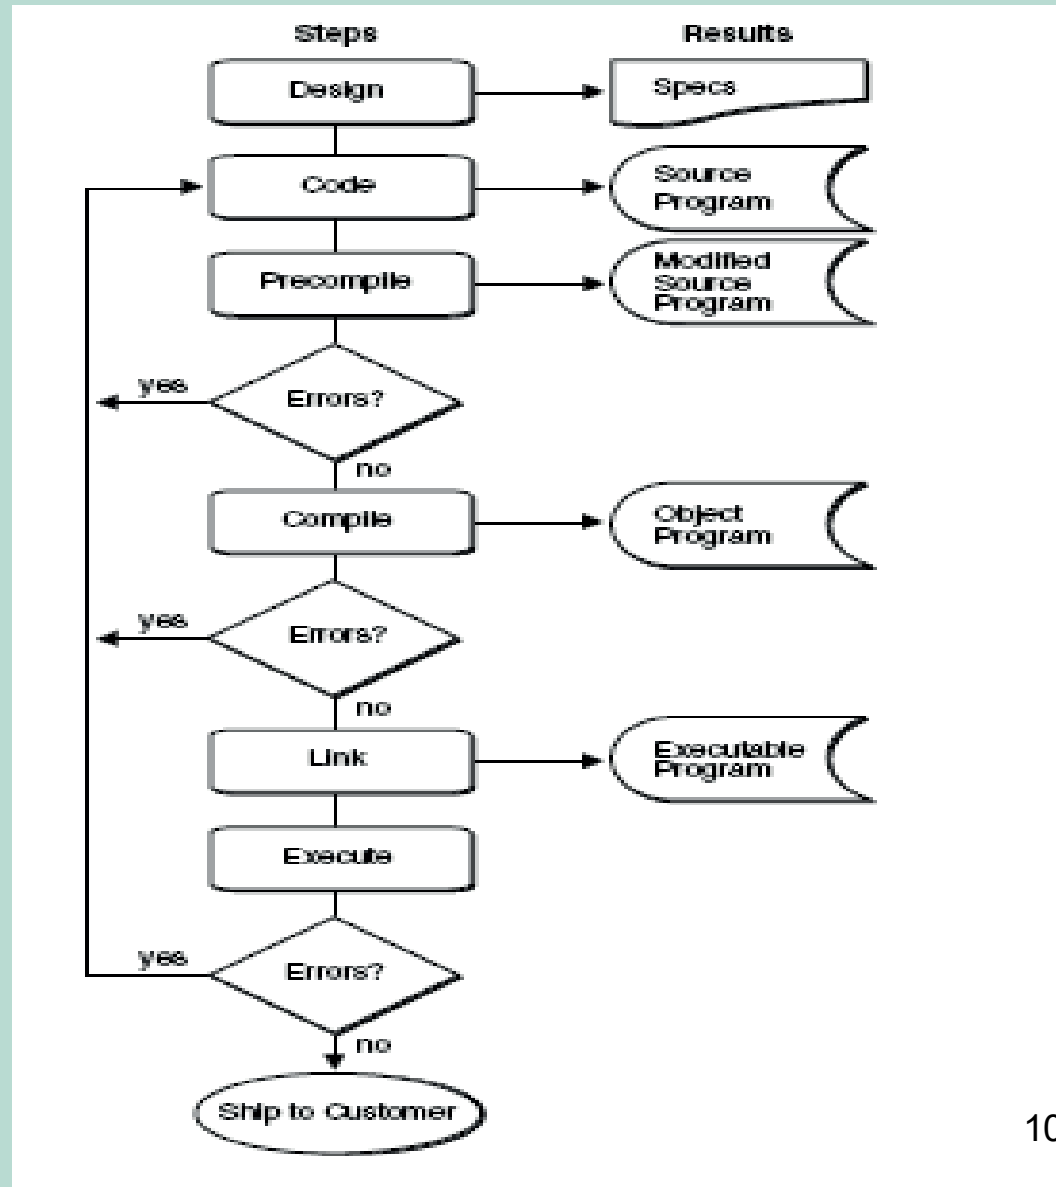 Steps
Results
Design
Specs
Code
Source
Program
Precompile
Modified
Source
Program
yes
Errors?
no
Compile
Object
Program
yes
Errors?
no
Link
Executable
Program
Execute
yes
Errors?
no
Ship to Customer
10